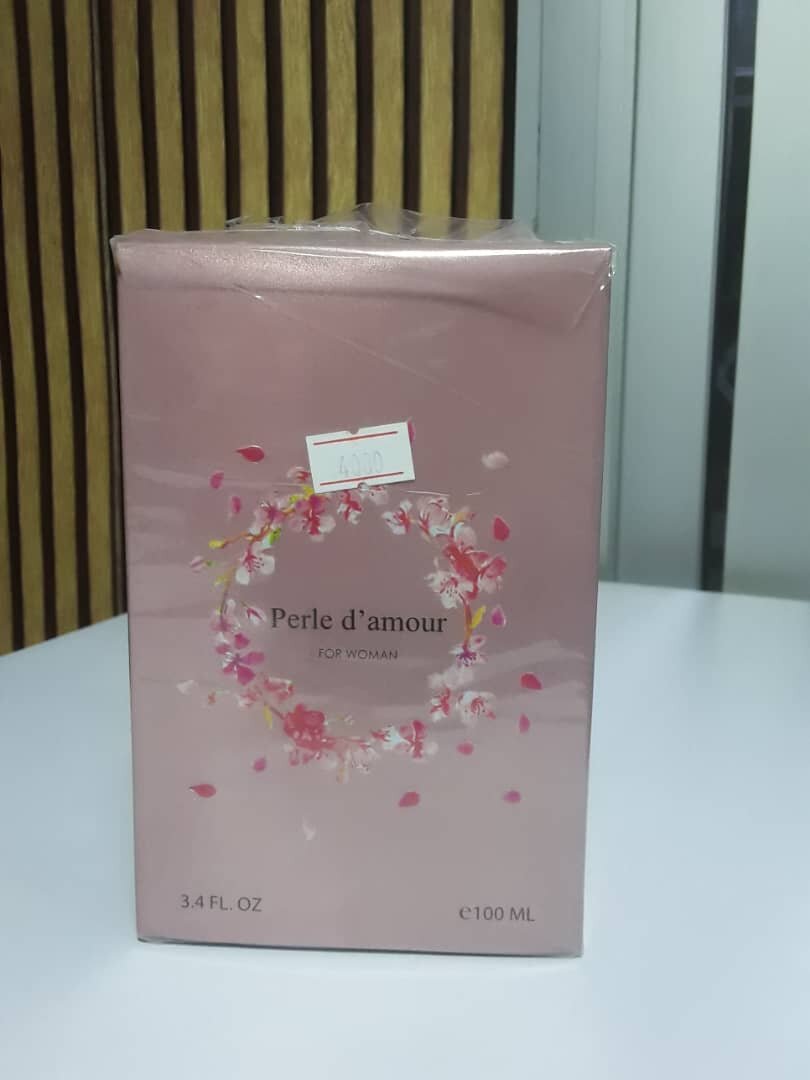 4000
Perle d'amour
FOR WOMAN
3.4 FL. OZ
℮100 ML